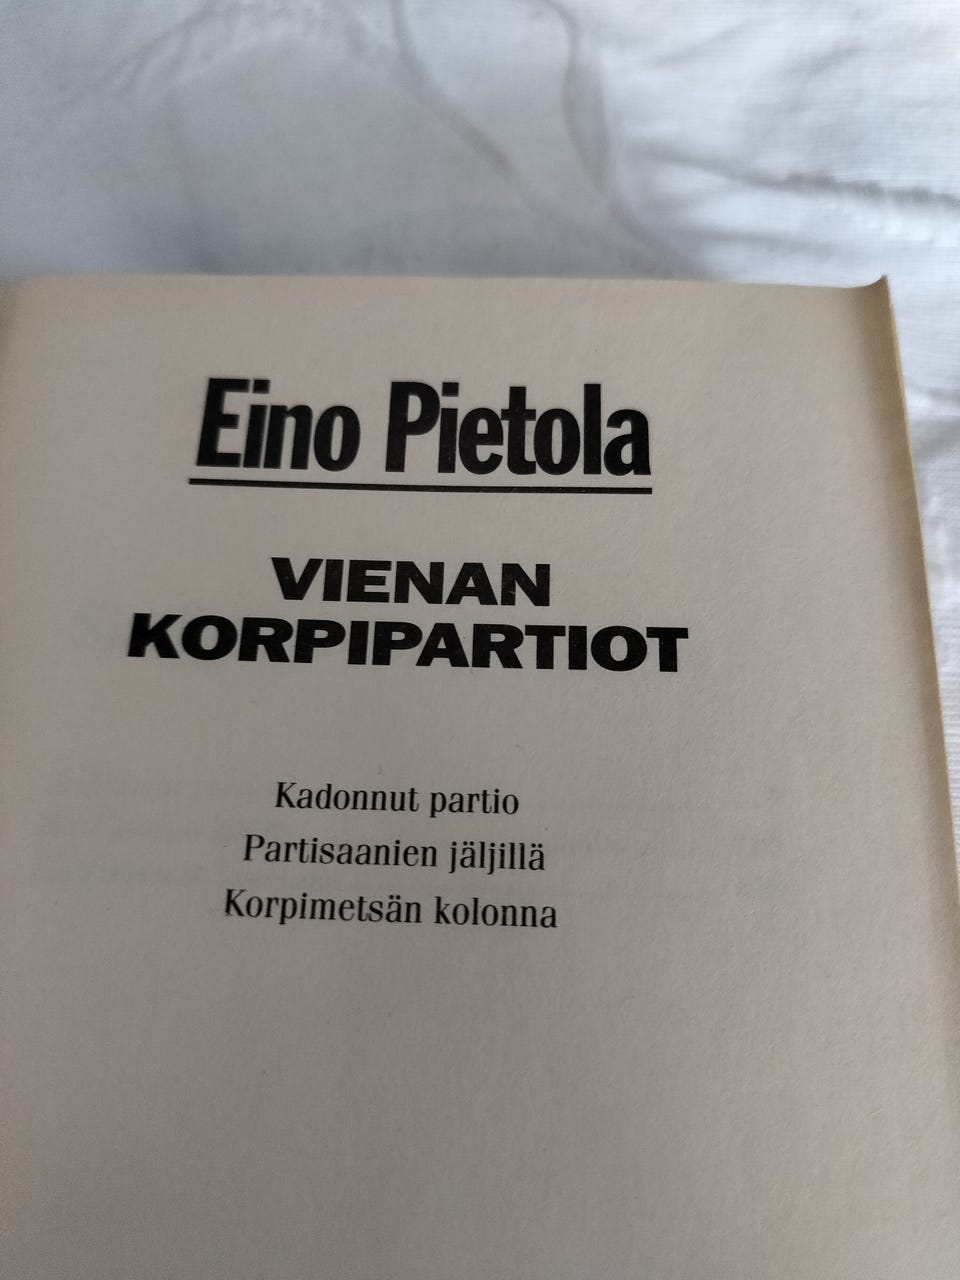 Eino Pietola
VIENAN
KORPIPARTIOT
Kadonnut partio
Partisaanien jäljillä
Korpimetsän kolonna